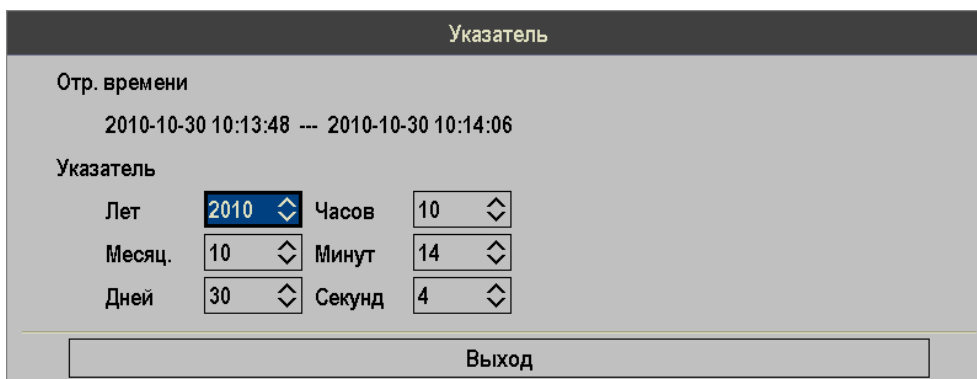 Указатель
Отр. времени
2010-10-30 10:13:48 --- 2010-10-30 10:14:06
Указатель
Лет 2010 Часов 10
Месяц. 10 Минут 14
Дней 30 Секунд 4
Выход